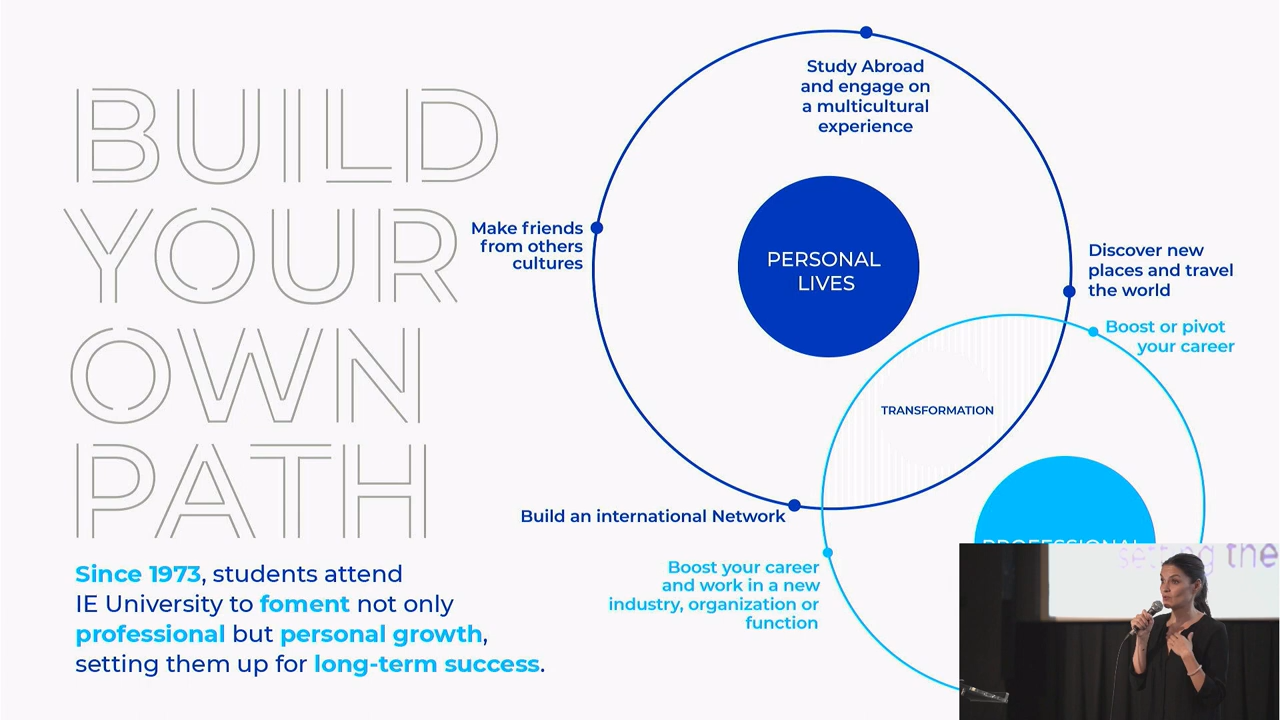 BUILD
YOUR
OWN
PATH
Since 1973, students attend
IE University to foment not only
professional but personal growth,
setting them up for long-term success.
Study Abroad
and engage on
a multicultural
experience
Make friends
from others
cultures
PERSONAL
LIVES
Discover new
places and travel
the world
Boost or pivot
your career
TRANSFORMATION
Build an international Network
Boost your career
and work in a new
industry, organization or
function
PROFESSIONAL
setting the